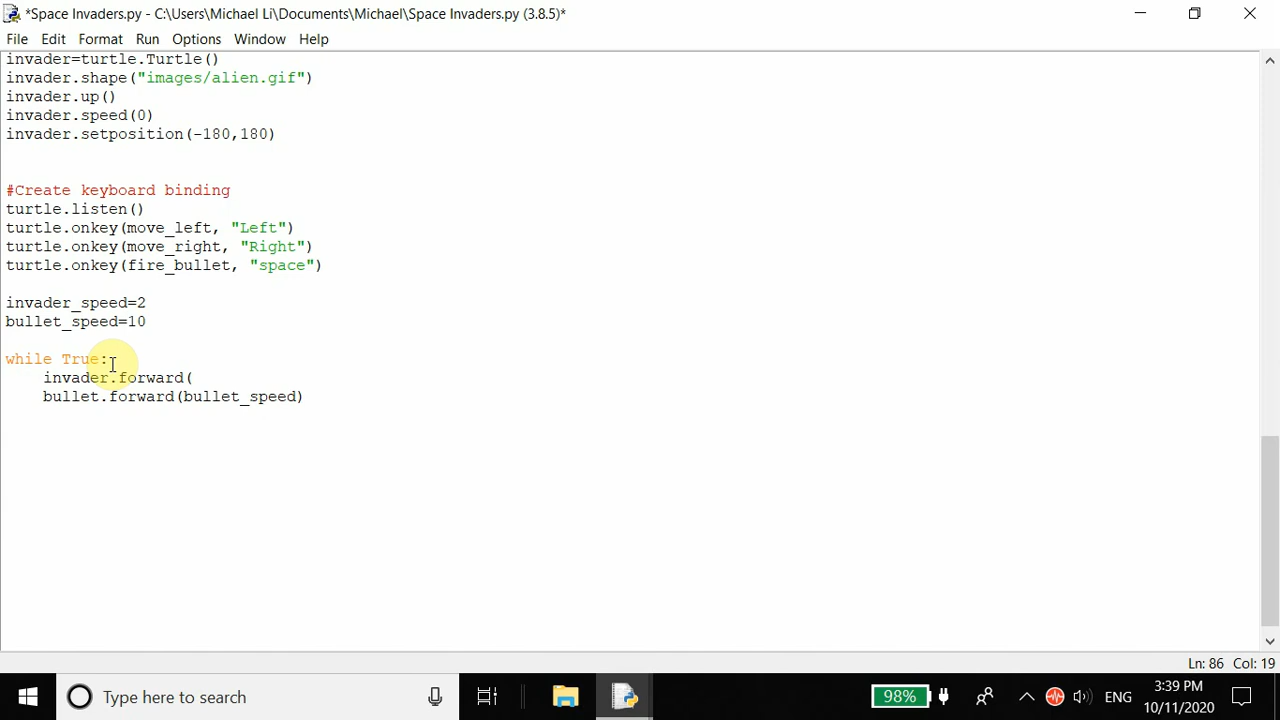 *Space Invaders.py - C:\Users\Michael Li\Documents\Michael\Space Invaders.py (3.8.5)*
File Edit Format Run Options Window Help
invader=turtle.Turtle()
invader.shape("images/alien.gif")
invader.up()
invader.speed(0)
invader.setposition(-180,180)
#Create keyboard binding
turtle.listen()
turtle.onkey(move_left, "Left")
turtle.onkey(move_right, "Right")
turtle.onkey(fire_bullet, "space")
invader_speed=2
bullet_speed=10
while True:
    invader.forward(
    bullet.forward(bullet_speed)
Ln: 86 Col: 19
Type here to search
98%
ENG
3:39 PM
10/11/2020